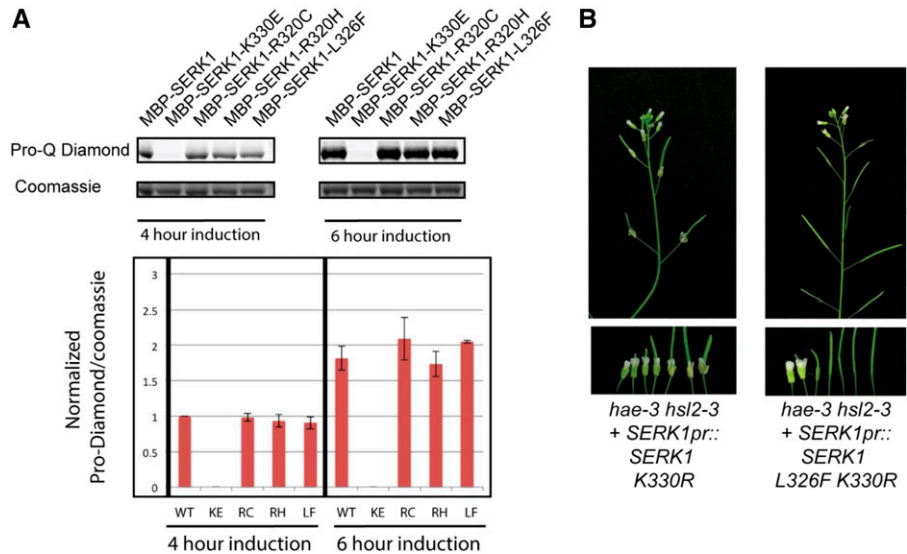 A
MBP-SERK1
MBP-SERK1-K330E
MBP-SERK1-R320C
MBP-SERK1-R320H
MBP-SERK1-L326F
MBP-SERK1
MBP-SERK1-K330E
MBP-SERK1-R320C
MBP-SERK1-R320H
MBP-SERK1-L326F
Pro-Q Diamond
Coomassie
4 hour induction
6 hour induction
Normalized
Pro-Diamond/coomassie
3
2.5
2
1.5
1
0.5
0
WT KE RC RH LF WT KE RC RH LF
4 hour induction 6 hour induction
B
hae-3 hsl2-3
+ SERK1pr::
SERK1
K330R
hae-3 hsl2-3
+ SERK1pr::
SERK1
L326F K330R